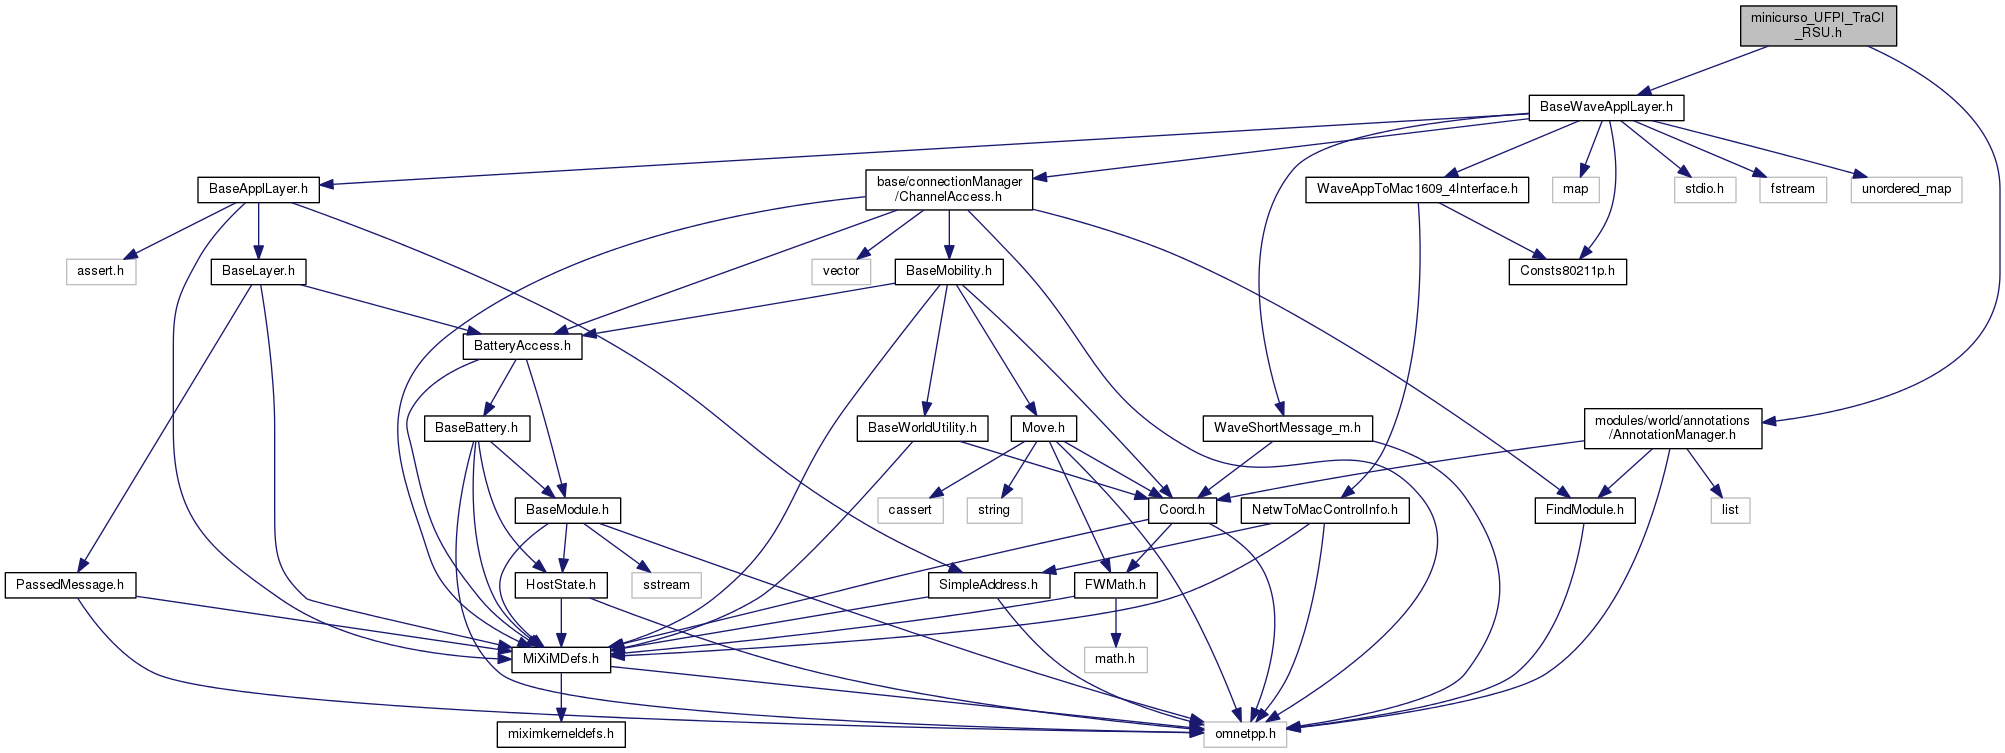 minicurso_UFPI_TraCI
_RSU.h
BaseWaveApplLayer.h
BaseApplLayer.h
base/connectionManager
/ChannelAccess.h
WaveAppToMac1609_4Interface.h
map
stdio.h
fstream
unordered_map
assert.h
BaseLayer.h
vector
BaseMobility.h
Consts80211p.h
BatteryAccess.h
BaseBattery.h
BaseWorldUtility.h
Move.h
WaveShortMessage_m.h
modules/world/annotations
/AnnotationManager.h
BaseModule.h
cassert
string
Coord.h
NetwToMacControlInfo.h
FindModule.h
list
PassedMessage.h
HostState.h
sstream
SimpleAddress.h
FWMath.h
MiXiMDefs.h
math.h
miximkerneldefs.h
omnetpp.h